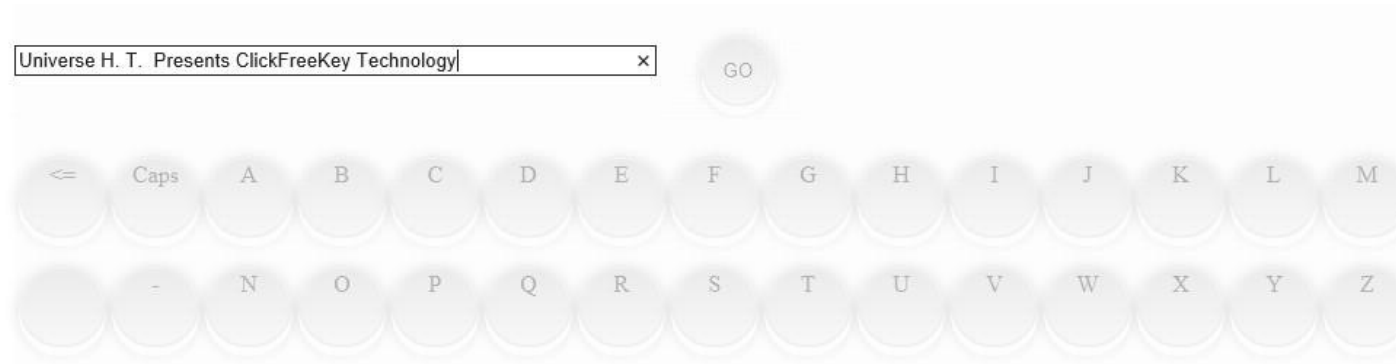 Universe H. T.  Presents ClickFreeKey Technology ×
GO
<= Caps A B C D E F G H I J K L M
- N O P Q R S T U V W X Y Z